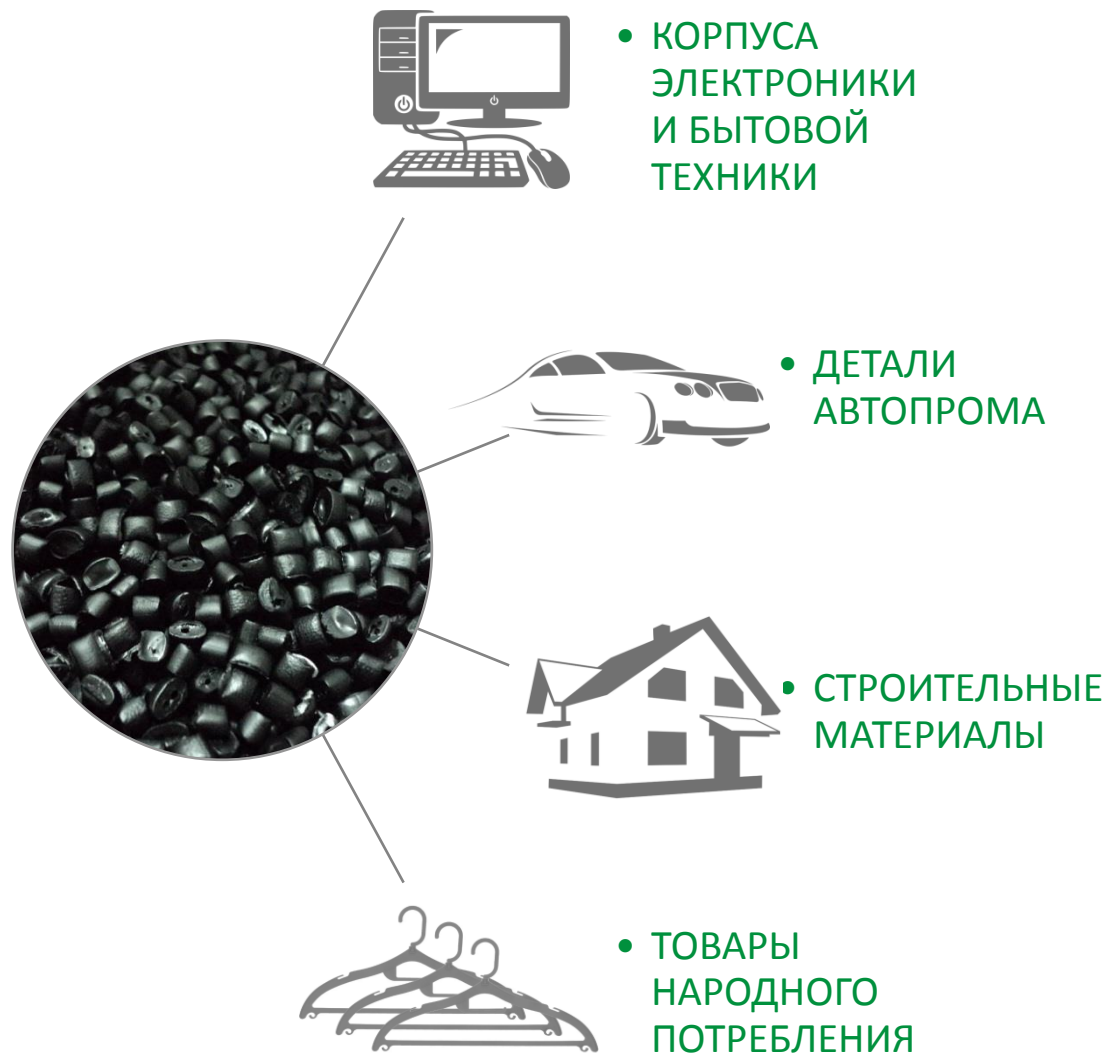 • КОРПУСА
ЭЛЕКТРОНИКИ
И БЫТОВОЙ
ТЕХНИКИ
• ДЕТАЛИ
АВТОПРОМА
• СТРОИТЕЛЬНЫЕ
МАТЕРИАЛЫ
• ТОВАРЫ
НАРОДНОГО
ПОТРЕБЛЕНИЯ